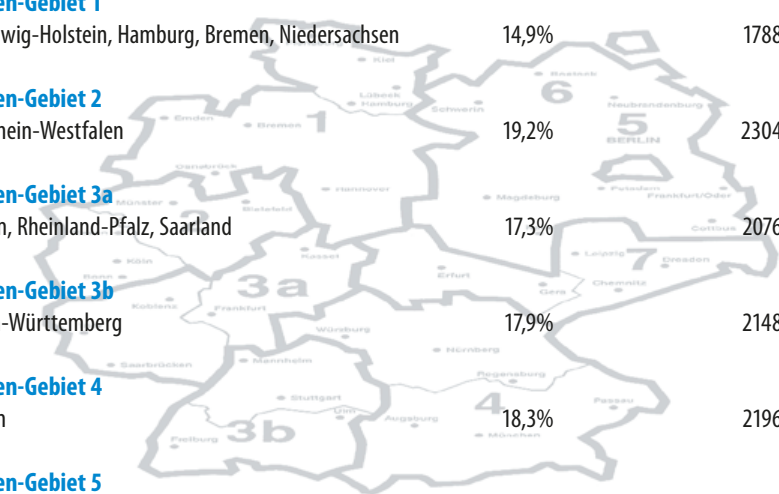 en-Gebiet 1
wig-Holstein, Hamburg, Bremen, Niedersachsen 14,9% 1788
en-Gebiet 2
hein-Westfalen 19,2% 2304
en-Gebiet 3a
n, Rheinland-Pfalz, Saarland 17,3% 2076
en-Gebiet 3b
-Württemberg 17,9% 2148
en-Gebiet 4
n 18,3% 2196
en-Gebiet 5
Kiel
Rostock
Lübeck
Hamburg
Schwerin
6
Neubrandenburg
Emden
Bremen
1
5
BERLIN
Osnabrück
Hannover
Potsdam
Magdeburg
Frankfurt/Oder
Münster
Bielefeld
2
Cottbus
Köln
Kassel
Leipzig
7
Dresden
Bonn
Erfurt
3a
Gera
Chemnitz
Koblenz
Frankfurt
Würzburg
Saarbrücken
Mannheim
Nürnberg
Regensburg
Stuttgart
4
Passau
Ulm
Augsburg
3b
München
Freiburg